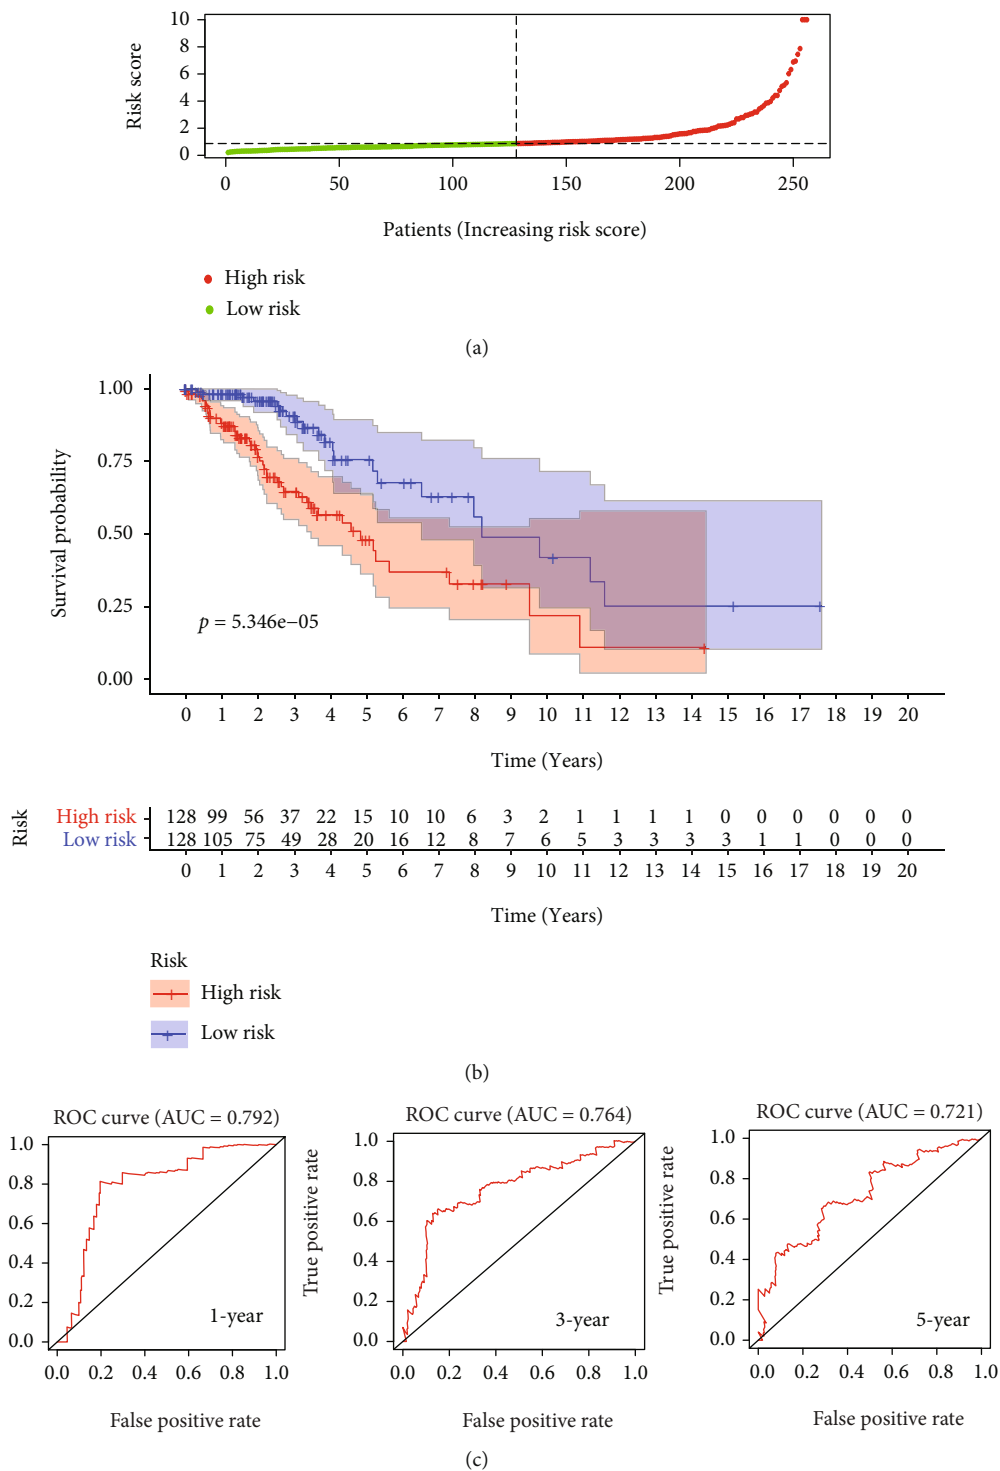 10
8
6
4
2
0
Risk score
0 50 100 150 200 250
Patients (Increasing risk score)
High risk
Low risk
(a)
1.00
0.75
0.50
0.25
0.00
Survival probability
p = 5.346e−05
0 1 2 3 4 5 6 7 8 9 10 11 12 13 14 15 16 17 18 19 20
Time (Years)
Risk
High risk 128 99 56 37 22 15 10 10 6 3 2 1 1 1 1 0 0 0 0 0 0
Low risk 128 105 75 49 28 20 16 12 8 7 6 5 3 3 3 3 1 1 0 0 0
0 1 2 3 4 5 6 7 8 9 10 11 12 13 14 15 16 17 18 19 20
Time (Years)
Risk
High risk
Low risk
(b)
ROC curve (AUC = 0.792)
1.0
0.8
0.6
0.4
0.2
0.0
1-year
0.0 0.2 0.4 0.6 0.8 1.0
False positive rate
ROC curve (AUC = 0.764)
True positive rate
1.0
0.8
0.6
0.4
0.2
0.0
3-year
0.0 0.2 0.4 0.6 0.8 1.0
False positive rate
ROC curve (AUC = 0.721)
True positive rate
1.0
0.8
0.6
0.4
0.2
0.0
5-year
0.0 0.2 0.4 0.6 0.8 1.0
False positive rate
(c)